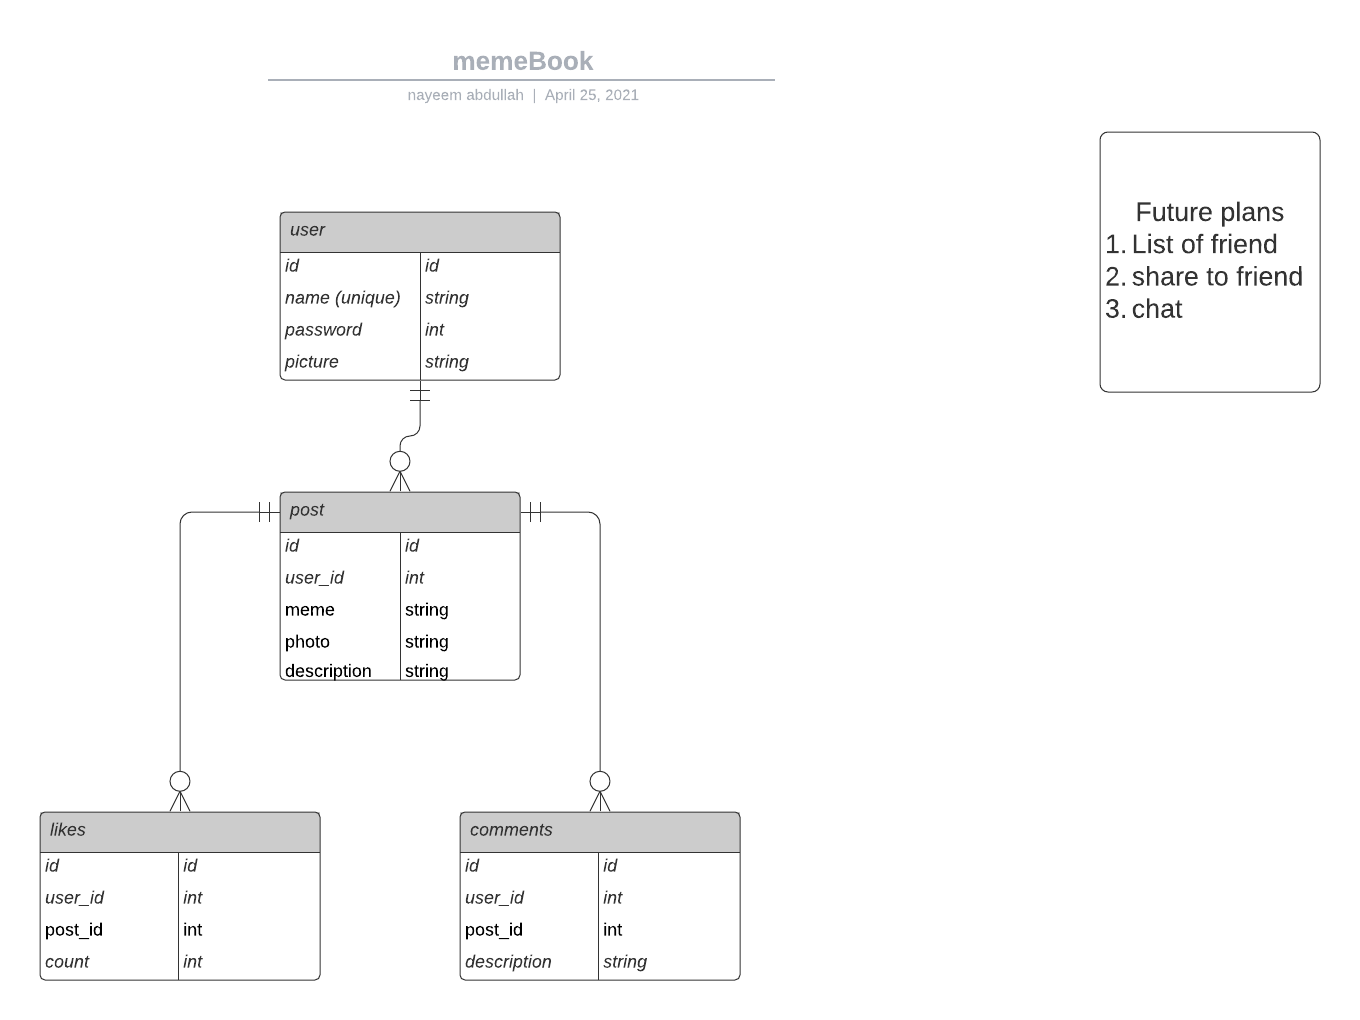 memeBook
nayeem abdullah | April 25, 2021
Future plans
1. List of friend
2. share to friend
3. chat
user
id id
name (unique) string
password int
picture string
post
id id
user_id int
meme string
photo string
description string
likes
id id
user_id int
post_id int
count int
comments
id id
user_id int
post_id int
description string